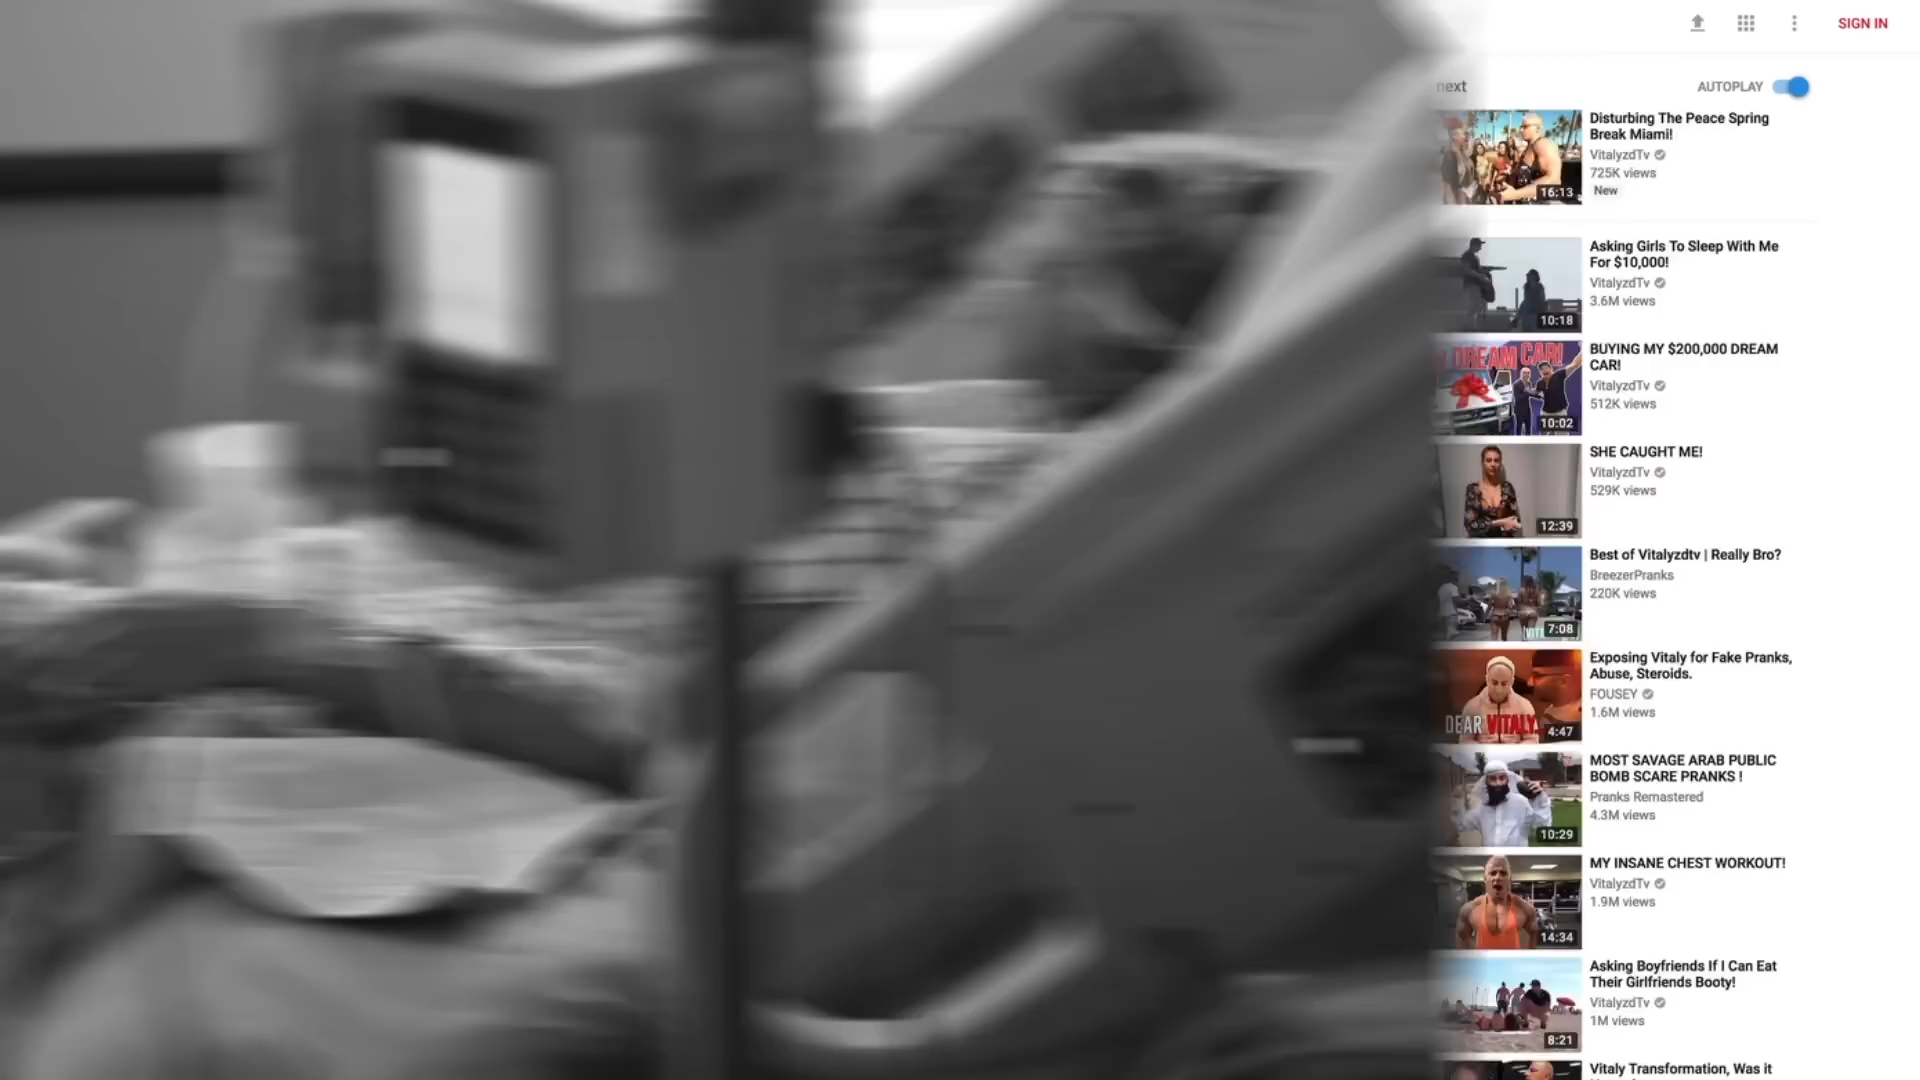 SIGN IN
next
AUTOPLAY
Disturbing The Peace Spring
Break Miami!
VitalyzdTv
725K views
New
16:13
Asking Girls To Sleep With Me
For $10,000!
VitalyzdTv
3.6M views
10:18
BUYING MY $200,000 DREAM
CAR!
VitalyzdTv
512K views
DREAM CAR!
10:02
SHE CAUGHT ME!
VitalyzdTv
529K views
12:39
Best of Vitalyzdtv | Really Bro?
BreezerPranks
220K views
7:08
Exposing Vitaly for Fake Pranks,
Abuse, Steroids.
FOUSEY
1.6M views
DEAR VITALY
4:47
MOST SAVAGE ARAB PUBLIC
BOMB SCARE PRANKS !
Pranks Remastered
4.3M views
10:29
MY INSANE CHEST WORKOUT!
VitalyzdTv
1.9M views
14:34
Asking Boyfriends If I Can Eat
Their Girlfriends Booty!
VitalyzdTv
1M views
8:21
Vitaly Transformation, Was it